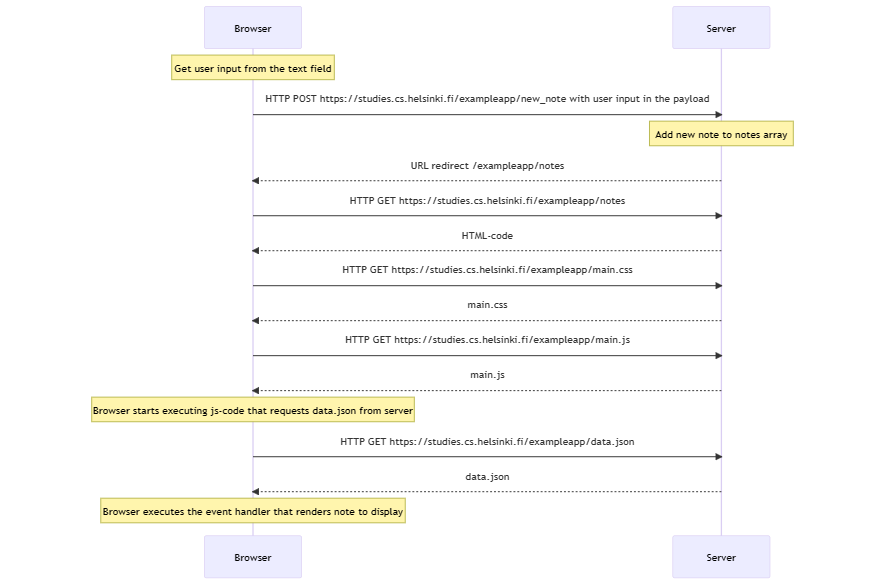 Browser
Server
Get user input from the text field
HTTP POST https://studies.cs.helsinki.fi/exampleapp/new_note with user input in the payload
Add new note to notes array
URL redirect /exampleapp/notes
HTTP GET https://studies.cs.helsinki.fi/exampleapp/notes
HTML-code
HTTP GET https://studies.cs.helsinki.fi/exampleapp/main.css
main.css
HTTP GET https://studies.cs.helsinki.fi/exampleapp/main.js
main.js
Browser starts executing js-code that requests data.json from server
HTTP GET https://studies.cs.helsinki.fi/exampleapp/data.json
data.json
Browser executes the event handler that renders note to display
Browser
Server